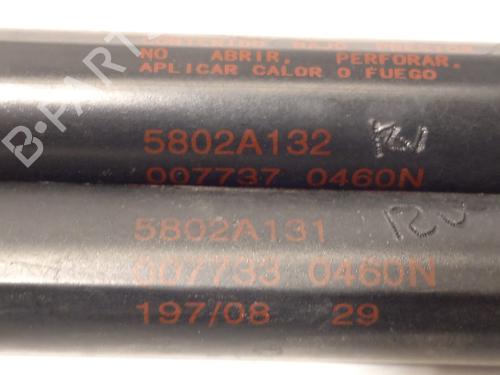 NO ABRIR, PERFORAR.
APLICAR CALOR O FUEGO
5802A132
007737 0460N
5802A131
007733 0460N
197/08 29
B-PARTS